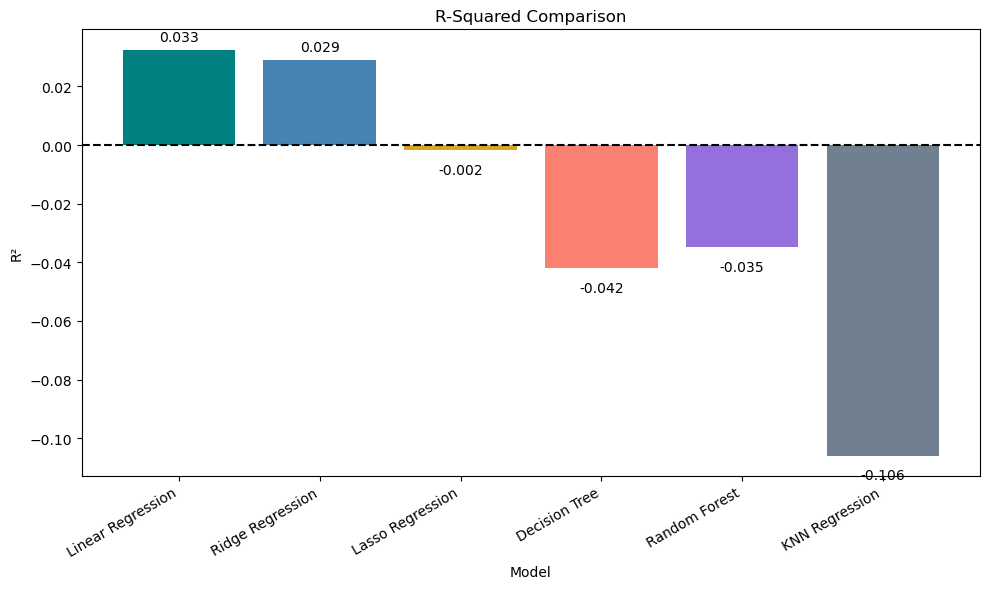 R-Squared Comparison
0.033
0.029
-0.002
-0.042
-0.035
-0.106
0.02
0.00
−0.02
−0.04
−0.06
−0.08
−0.10
R²
Linear Regression
Ridge Regression
Lasso Regression
Decision Tree
Random Forest
KNN Regression
Model